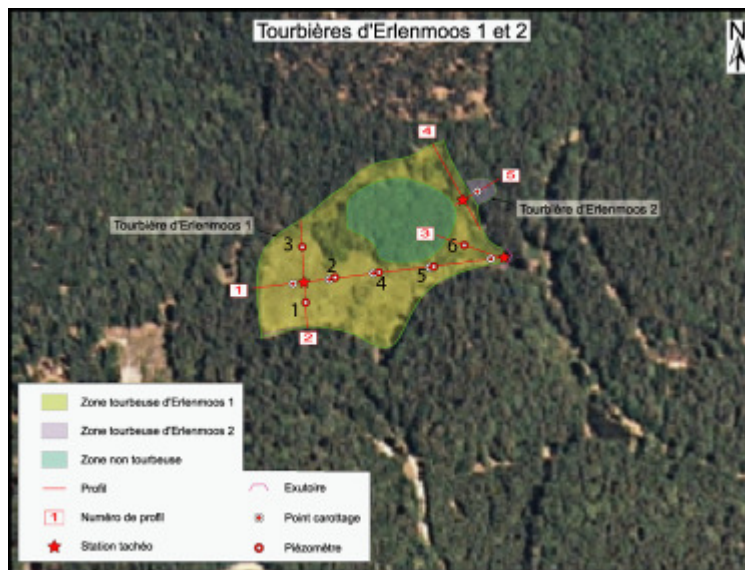 Tourbières d'Erlenmoos 1 et 2
N
4
5
Tourbière d'Erlenmoos 2
Tourbière d'Erlenmoos 1
3
3
6
2
4
5
1
1
2
Zone tourbeuse d'Erlenmoos 1
Zone tourbeuse d'Erlenmoos 2
Zone non tourbeuse
Profil
Exutoire
1 Numéro de profil
Point carottage
Station tachéo
Piézomètre